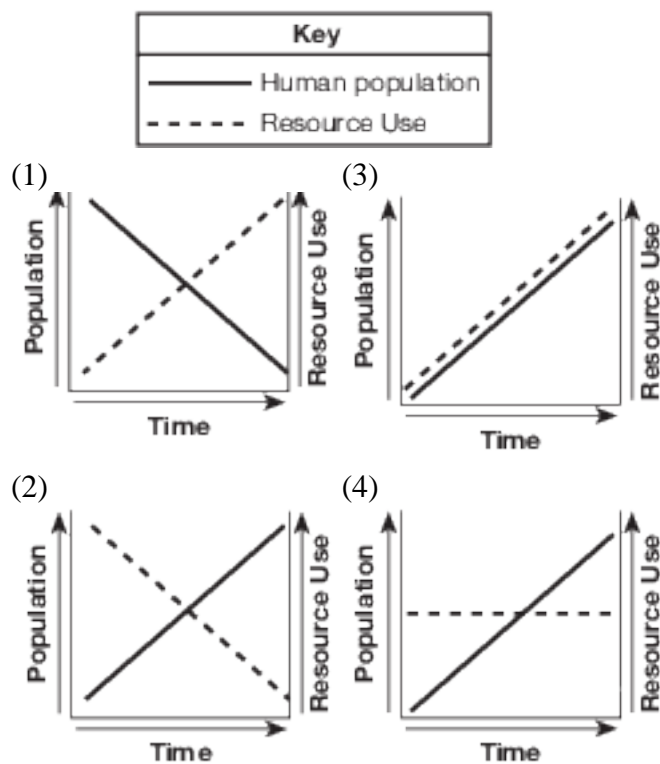 Key
Human population
Resource Use
(1)
Population
Resource Use
Time
(3)
Population
Resource Use
Time
(2)
Population
Resource Use
Time
(4)
Population
Resource Use
Time